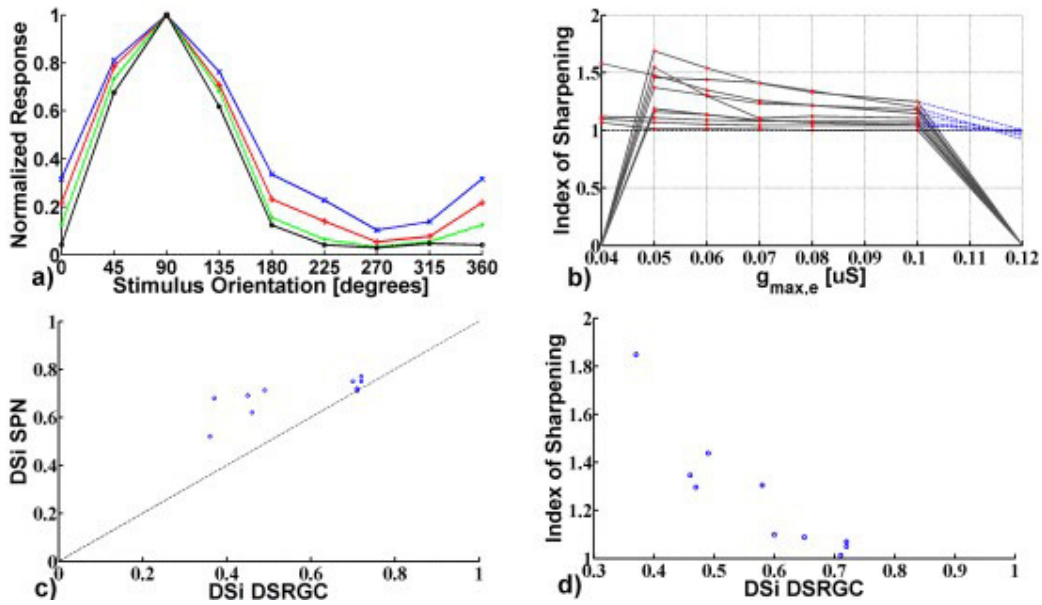 1
0.8
0.6
0.4
0.2
0
Normalized Response
a)
0 45 90 135 180 225 270 315 360
Stimulus Orientation [degrees]
2
1.5
1
0.5
0
Index of Sharpening
b)
0.04 0.05 0.06 0.07 0.08 0.09 0.1 0.11 0.12
gmax,e [uS]
1
0.8
0.6
0.4
0.2
0
DSi SPN
c)
0 0.2 0.4 0.6 0.8 1
DSi DSRGC
2
1.8
1.6
1.4
1.2
1
Index of Sharpening
d)
0.3 0.4 0.5 0.6 0.7 0.8 0.9 1
DSi DSRGC